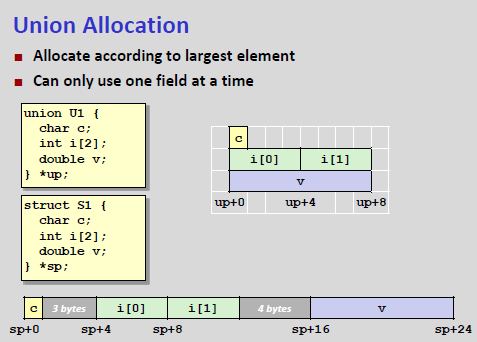 Union Allocation
■ Allocate according to largest element
■ Can only use one field at a time
union U1 {
  char c;
  int i[2];
  double v;
} *up;
c
i[0] i[1]
v
up+0 up+4 up+8
struct S1 {
  char c;
  int i[2];
  double v;
} *sp;
c 3 bytes i[0] i[1] 4 bytes v
sp+0 sp+4 sp+8 sp+16 sp+24